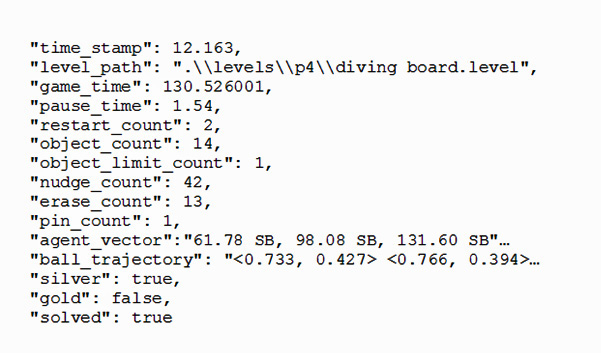 "time_stamp": 12.163,
"level_path": ".\\levels\\p4\\diving board.level",
"game_time": 130.526001,
"pause_time": 1.54,
"restart_count": 2,
"object_count": 14,
"object_limit_count": 1,
"nudge_count": 42,
"erase_count": 13,
"pin_count": 1,
"agent_vector":"61.78 SB, 98.08 SB, 131.60 SB"…
"ball_trajectory": "<0.733, 0.427> <0.766, 0.394>…
"silver": true,
"gold": false,
"solved": true